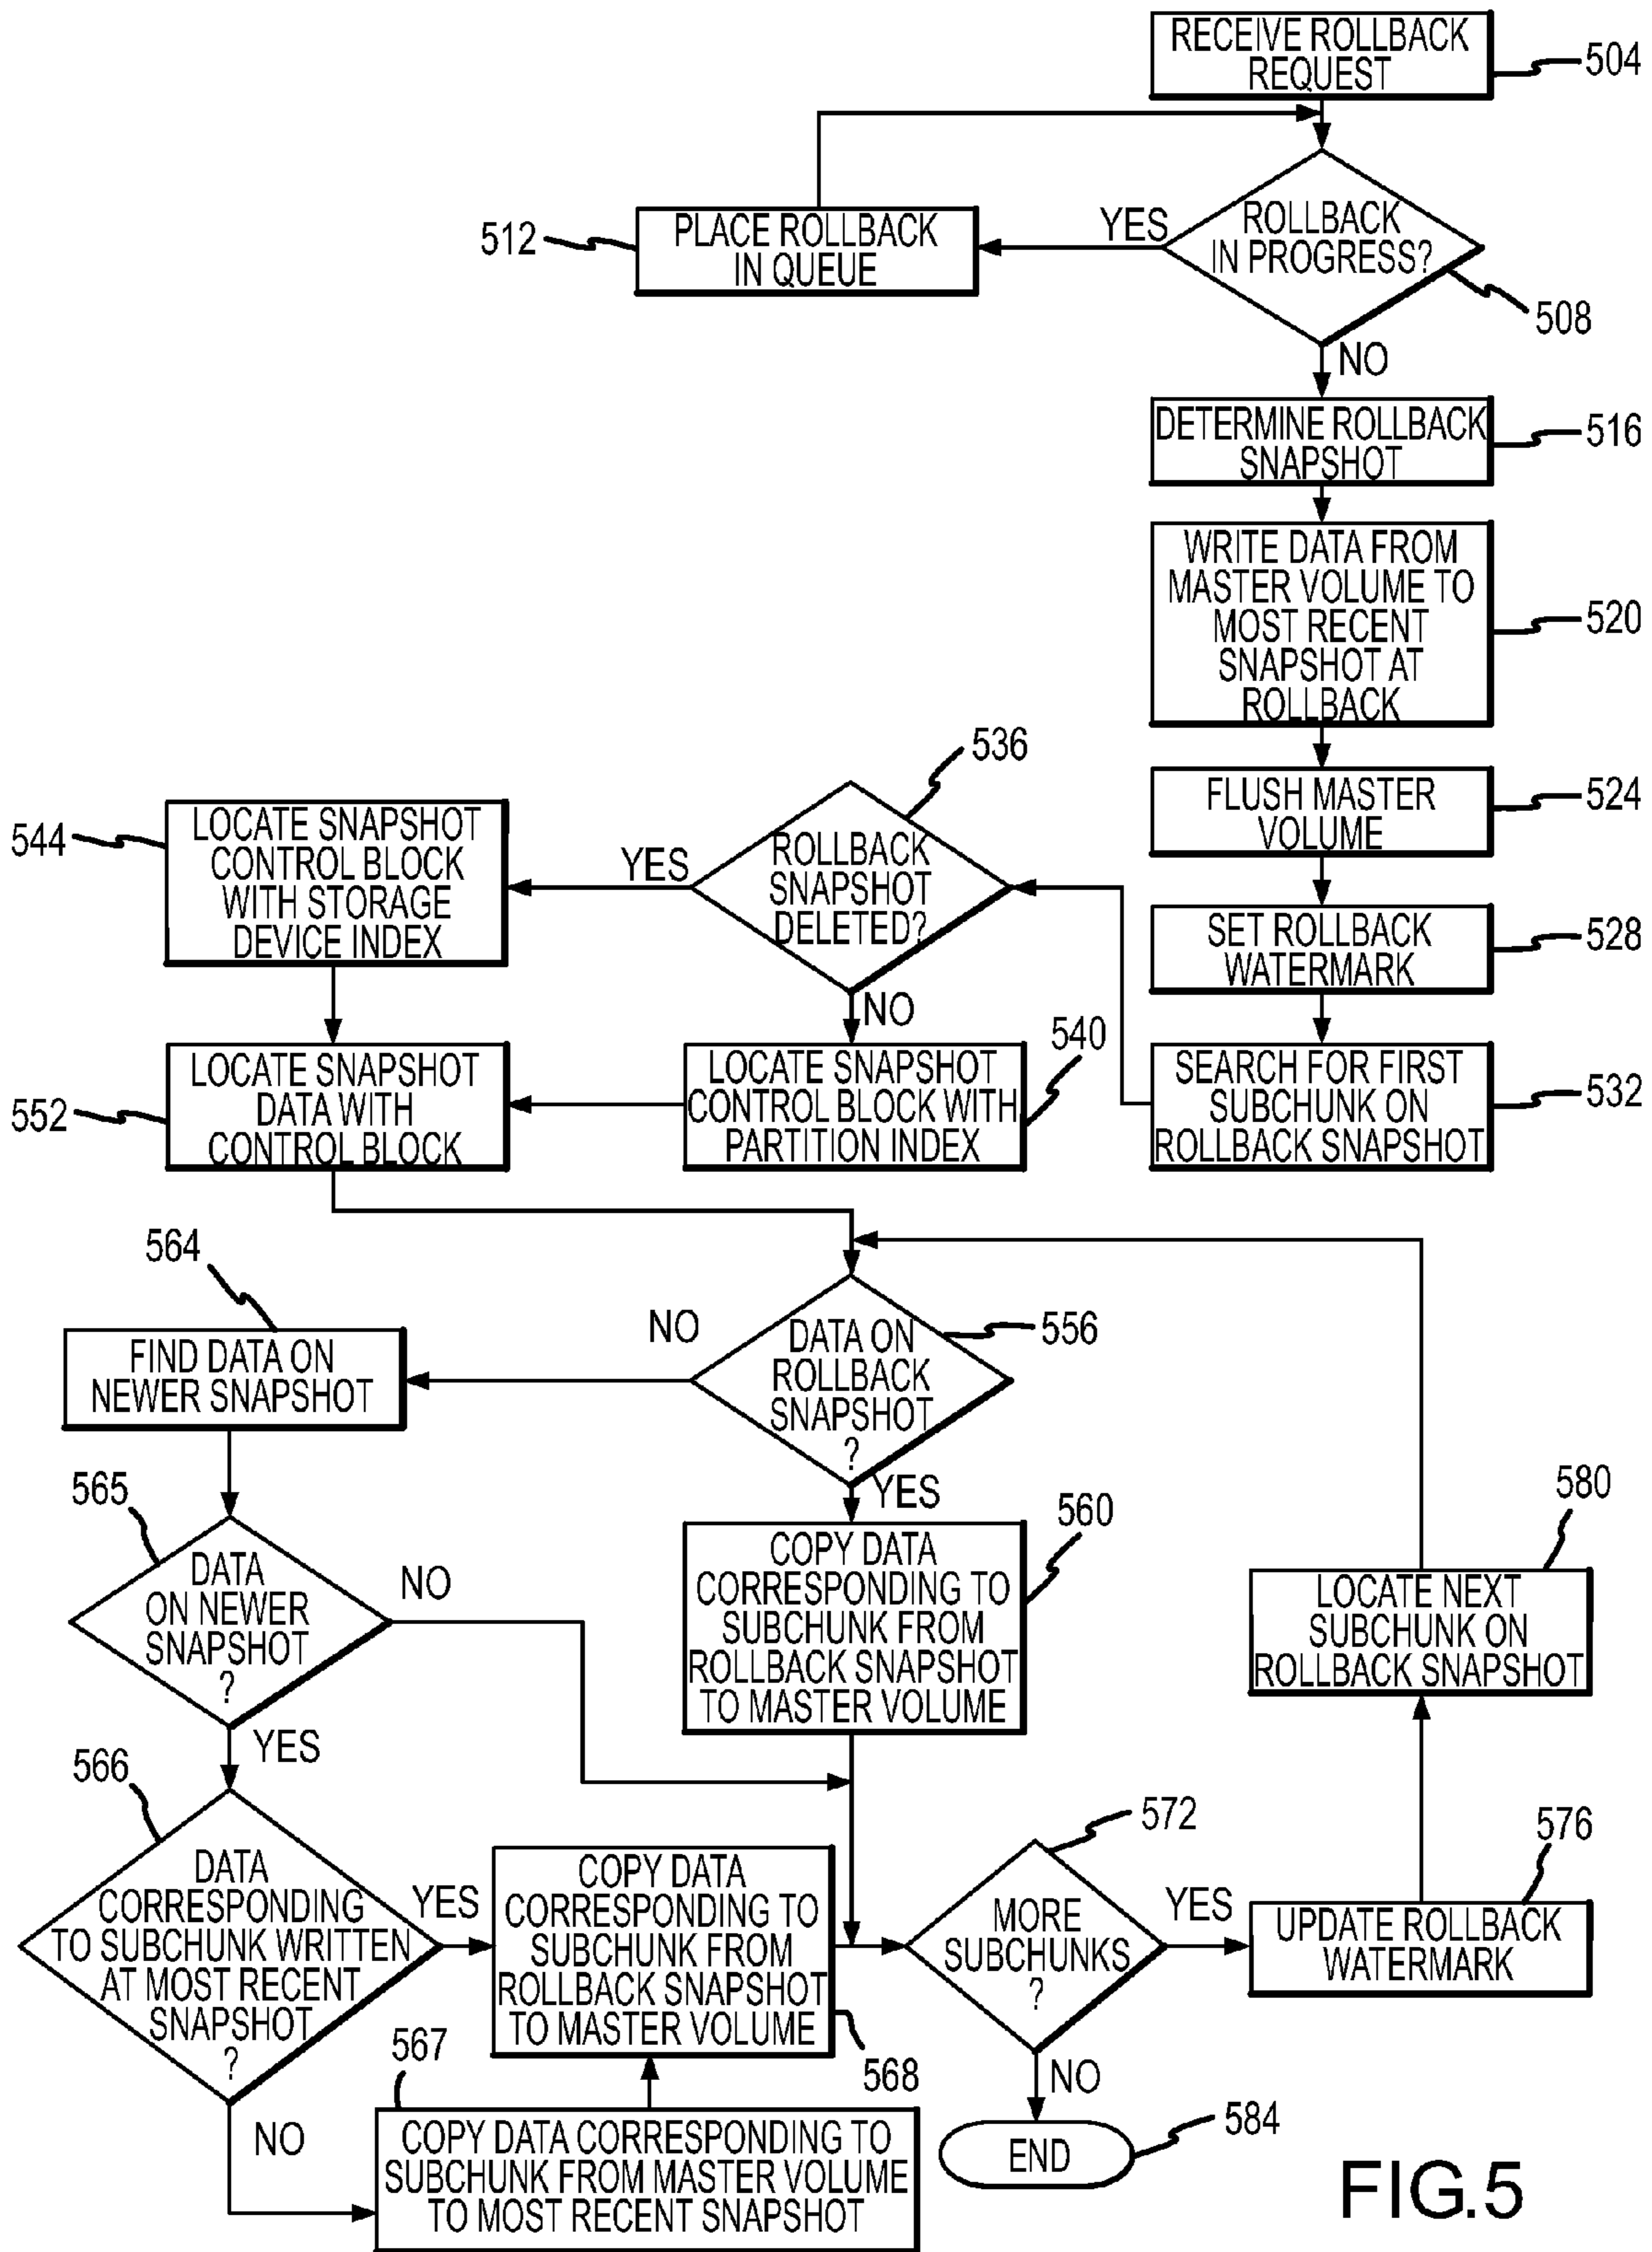 RECEIVE ROLLBACK
REQUEST
504
PLACE ROLLBACK
IN QUEUE
512
YES
ROLLBACK
IN PROGRESS?
508
NO
DETERMINE ROLLBACK
SNAPSHOT
516
WRITE DATA FROM
MASTER VOLUME TO
MOST RECENT
SNAPSHOT AT
ROLLBACK
520
FLUSH MASTER
VOLUME
524
SET ROLLBACK
WATERMARK
528
SEARCH FOR FIRST
SUBCHUNK ON
ROLLBACK SNAPSHOT
532
536
ROLLBACK
SNAPSHOT
DELETED?
YES
NO
544
LOCATE SNAPSHOT
CONTROL BLOCK
WITH STORAGE
DEVICE INDEX
540
LOCATE SNAPSHOT
CONTROL BLOCK WITH
PARTITION INDEX
552
LOCATE SNAPSHOT
DATA WITH
CONTROL BLOCK
556
DATA ON
ROLLBACK
SNAPSHOT
?
NO
YES
564
FIND DATA ON
NEWER SNAPSHOT
560
COPY DATA
CORRESPONDING TO
SUBCHUNK FROM
ROLLBACK SNAPSHOT
TO MASTER VOLUME
565
DATA
ON NEWER
SNAPSHOT
?
NO
YES
566
DATA
CORRESPONDING
TO SUBCHUNK WRITTEN
AT MOST RECENT
SNAPSHOT
?
YES
NO
567
COPY DATA CORRESPONDING TO
SUBCHUNK FROM MASTER VOLUME
TO MOST RECENT SNAPSHOT
COPY DATA
CORRESPONDING TO
SUBCHUNK FROM
ROLLBACK SNAPSHOT
TO MASTER VOLUME
568
572
MORE
SUBCHUNKS
?
YES
NO
576
UPDATE ROLLBACK
WATERMARK
580
LOCATE NEXT
SUBCHUNK ON
ROLLBACK SNAPSHOT
END
584
FIG.5